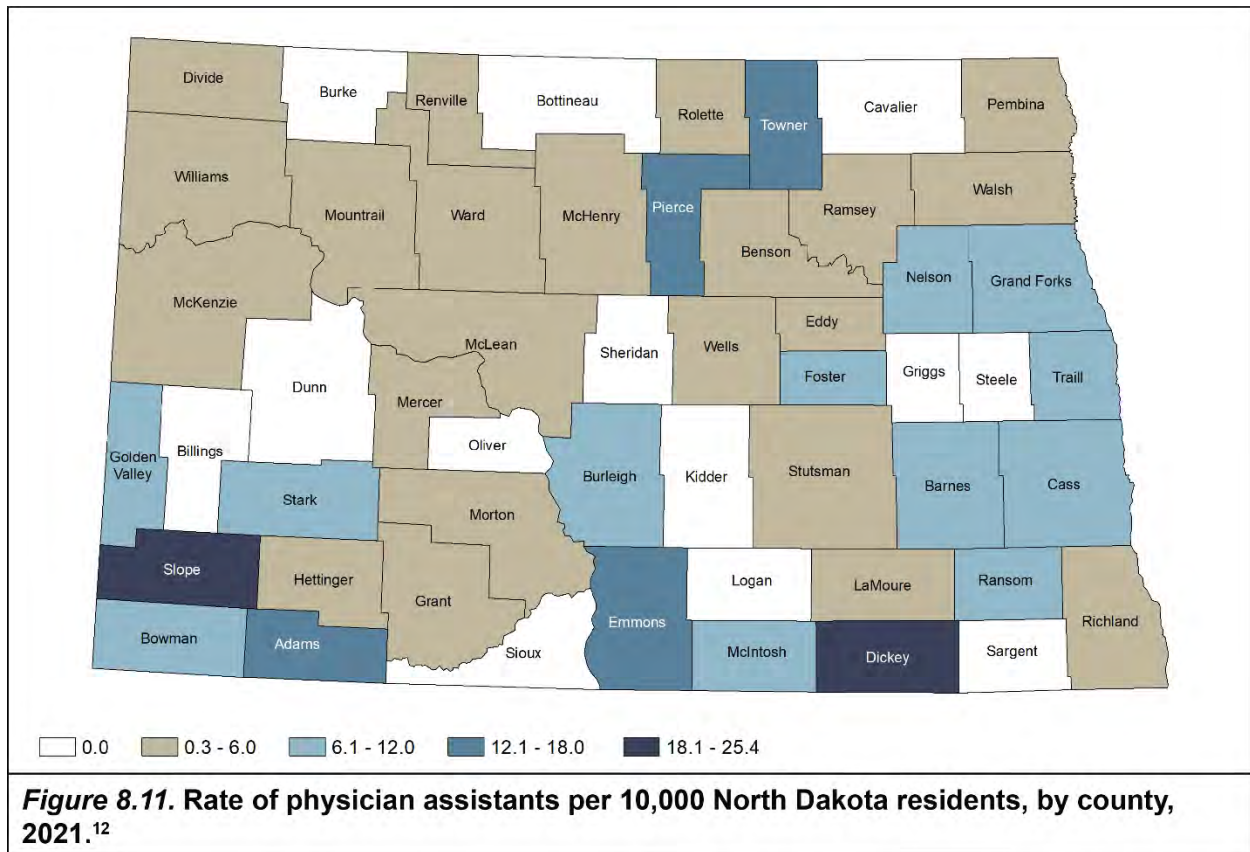 Divide
Burke
Renville
Bottineau
Rolette
Towner
Cavalier
Pembina
Williams
Mountrail
Ward
McHenry
Pierce
Benson
Ramsey
Walsh
Nelson
Grand Forks
McKenzie
Dunn
McLean
Sheridan
Wells
Eddy
Foster
Griggs
Steele
Traill
Mercer
Oliver
Golden
Valley
Billings
Stark
Burleigh
Kidder
Stutsman
Barnes
Cass
Morton
Slope
Hettinger
Grant
Logan
LaMoure
Ransom
Richland
Bowman
Adams
Sioux
Emmons
McIntosh
Dickey
Sargent
0.0 0.3 - 6.0 6.1 - 12.0 12.1 - 18.0 18.1 - 25.4
Figure 8.11. Rate of physician assistants per 10,000 North Dakota residents, by county,
2021.12